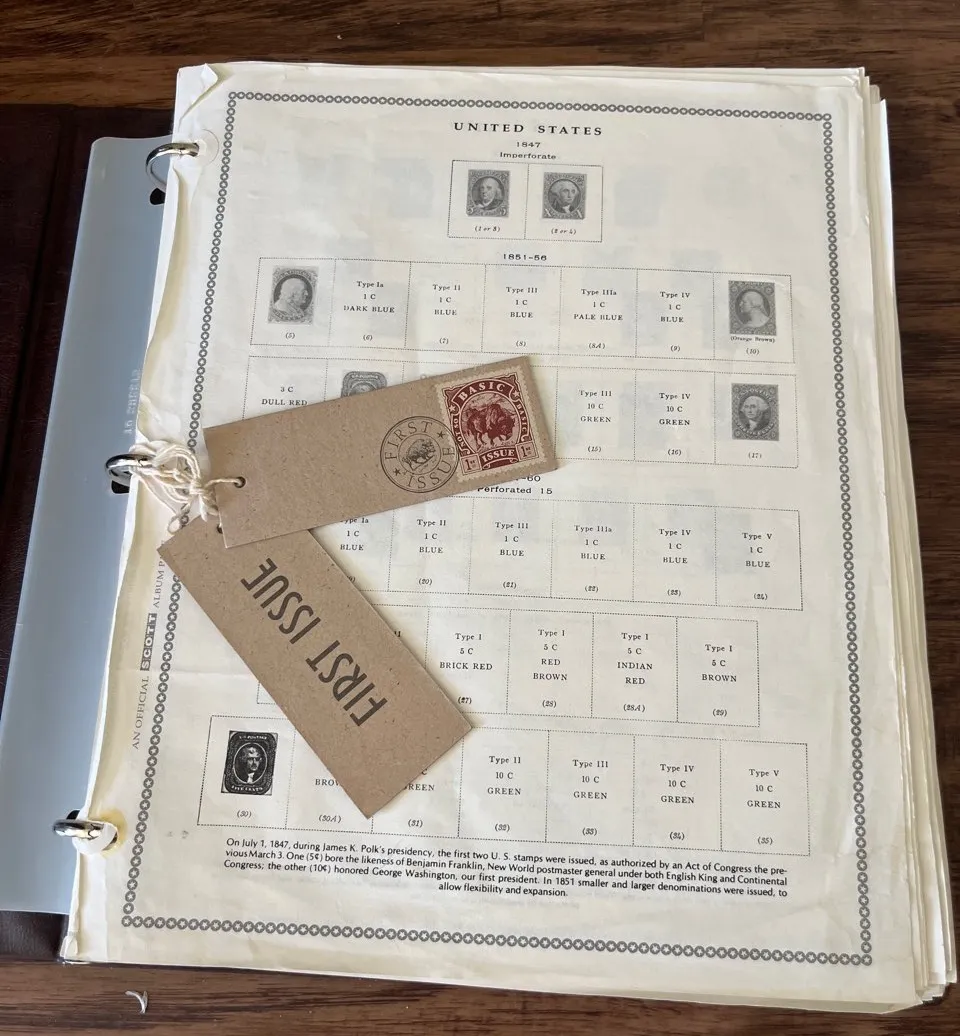 UNITED STATES
1847
Imperforate
(1 or 3)
(2 or 4)
1851-56
Type Ia
1 C
DARK BLUE
Type II
1 C
BLUE
Type III
1 C
BLUE
Type IIIa
1 C
PALE BLUE
Type IV
1 C
BLUE
(Orange Brown)
(5)
(6)
(7)
(8)
(8A)
(9)
(10)
3 C
DULL RED
Type III
10 C
GREEN
Type IV
10 C
GREEN
(15)
(16)
(17)
BASIC
BASIC
ISSUE
1st
1st
FIRST
ISSUE
-60
Perforated 15
Type Ia
BLUE
Type II
1 C
BLUE
Type III
1 C
BLUE
Type IIIa
1 C
BLUE
Type IV
1 C
BLUE
Type V
1 C
BLUE
(20)
(21)
(22)
(23)
(24)
FIRST ISSUE
Type I
5 C
BRICK RED
Type I
5 C
RED
BROWN
Type I
5 C
INDIAN
RED
Type I
5 C
BROWN
(27)
(28)
(28A)
(29)
AN OFFICIAL SCOTT ALBUM P
U.S. POSTAGE
FIVE CENTS
BROW
C
REEN
Type II
10 C
GREEN
Type III
10 C
GREEN
Type IV
10 C
GREEN
Type V
10 C
GREEN
(30)
(30A)
(31)
(32)
(33)
(34)
(35)
On July 1, 1847, during James K. Polk's presidency, the first two U. S. stamps were issued, as authorized by an Act of Congress the pre-
vious March 3. One (5¢) bore the likeness of Benjamin Franklin, New World postmaster general under both English King and Continental
Congress; the other (10¢) honored George Washington, our first president. In 1851 smaller and larger denominations were issued, to
allow flexibility and expansion.